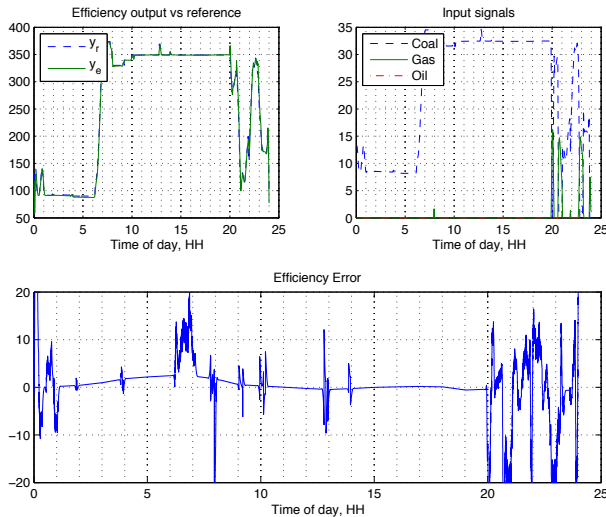 Efficiency output vs reference
y_r
y_e
400
350
300
250
200
150
100
50
0 5 10 15 20 25
Time of day, HH
Input signals
Coal
Gas
Oil
35
30
25
20
15
10
5
0
0 5 10 15 20 25
Time of day, HH
Efficiency Error
20
10
0
−10
−20
0 5 10 15 20 25
Time of day, HH